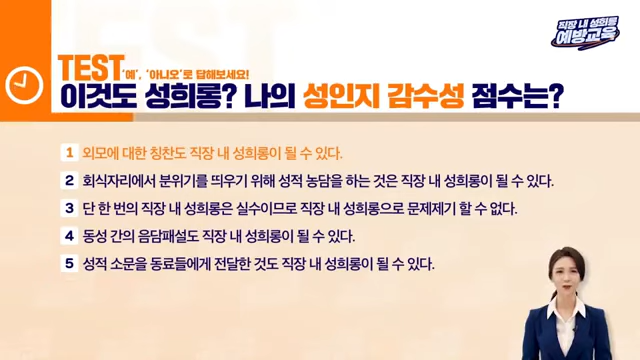 직장 내 성희롱
예방교육
TEST '예', '아니오'로 답해보세요!
이것도 성희롱? 나의 성인지 감수성 점수는?
1 외모에 대한 칭찬도 직장 내 성희롱이 될 수 있다.
2 회식자리에서 분위기를 띄우기 위해 성적 농담을 하는 것은 직장 내 성희롱이 될 수 있다.
3 단 한 번의 직장 내 성희롱은 실수이므로 직장 내 성희롱으로 문제제기 할 수 없다.
4 동성 간의 음담패설도 직장 내 성희롱이 될 수 있다.
5 성적 소문을 동료들에게 전달한 것도 직장 내 성희롱이 될 수 있다.